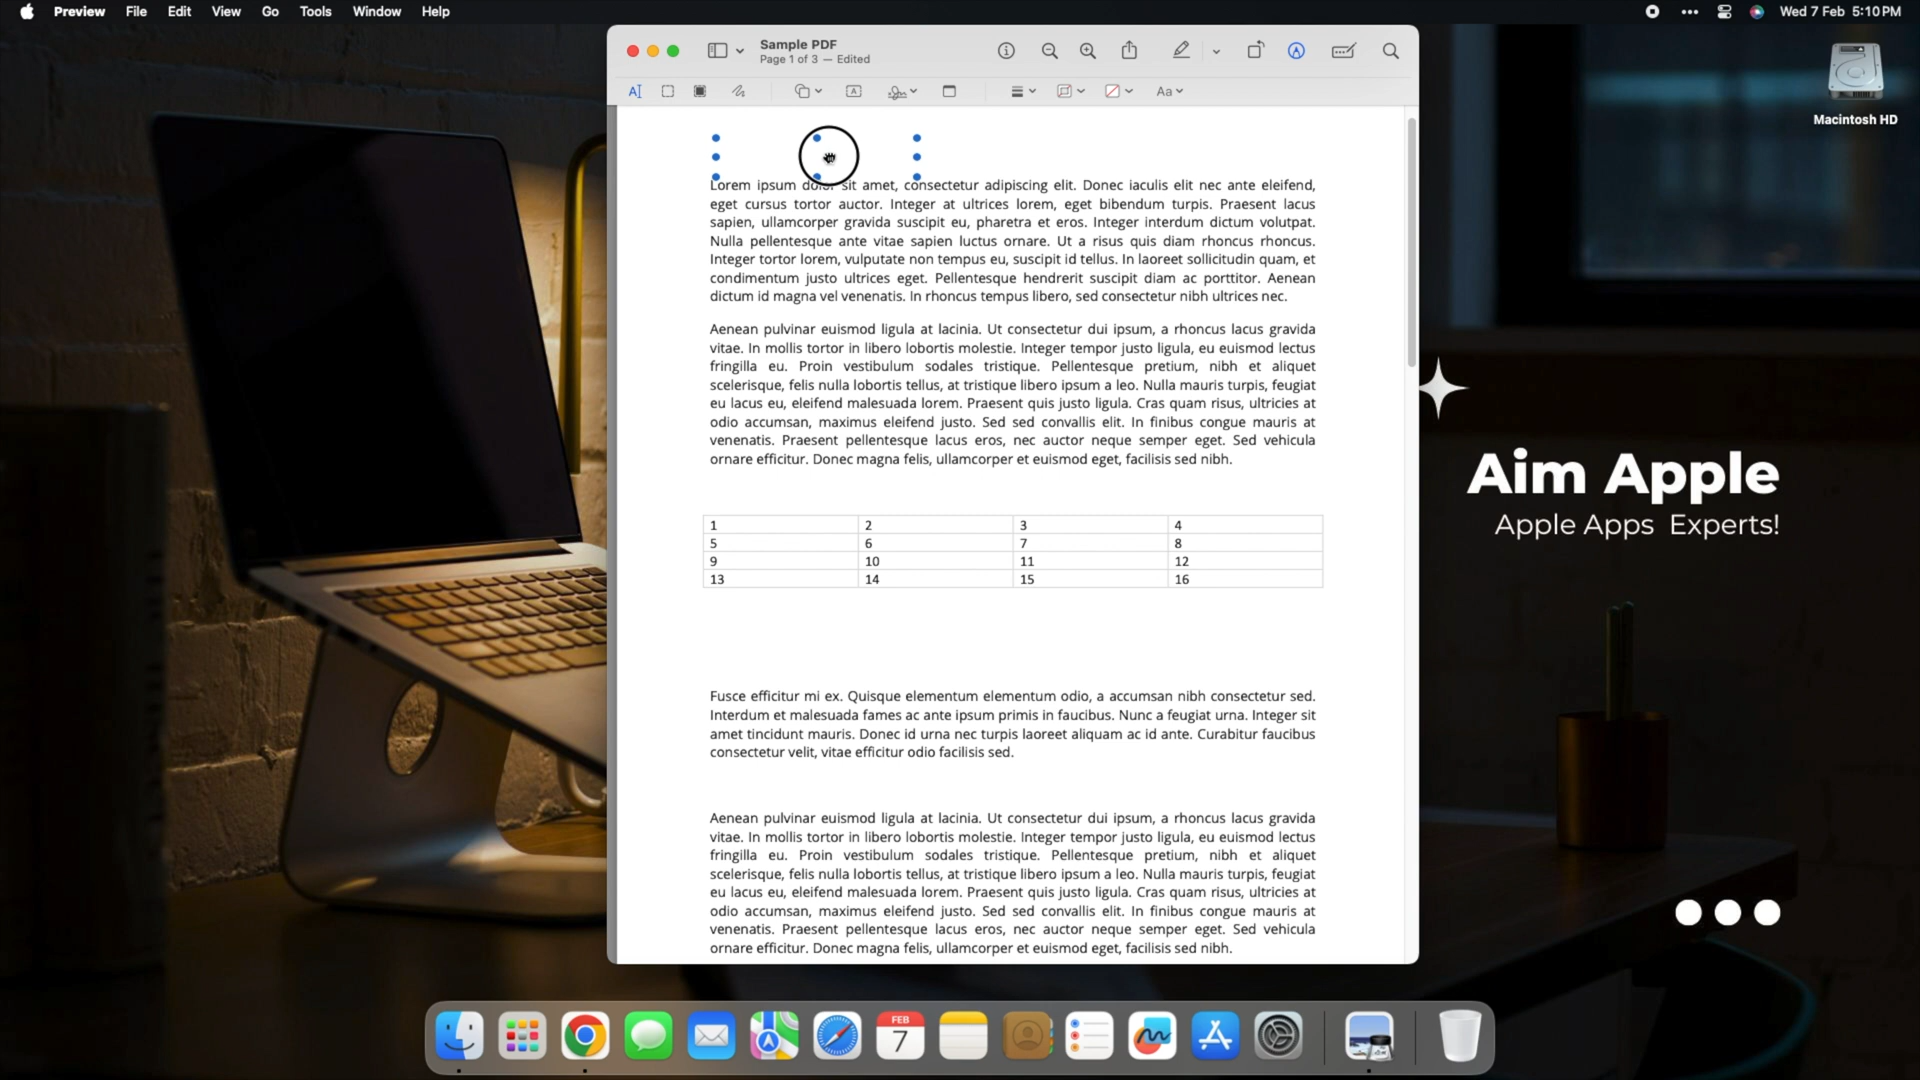 Preview File Edit View Go Tools Window Help
Wed 7 Feb 5:10 PM
Sample PDF
Page 1 of 3 — Edited
Aa
Macintosh HD
Lorem ipsum dolor sit amet, consectetur adipiscing elit. Donec iaculis elit nec ante eleifend,
eget cursus tortor auctor. Integer at ultrices lorem, eget bibendum turpis. Praesent lacus
sapien, ullamcorper gravida suscipit eu, pharetra et eros. Integer interdum dictum volutpat.
Nulla pellentesque ante vitae sapien luctus ornare. Ut a risus quis diam rhoncus rhoncus.
Integer tortor lorem, vulputate non tempus eu, suscipit id tellus. In laoreet sollicitudin quam, et
condimentum justo ultrices eget. Pellentesque hendrerit suscipit diam ac porttitor. Aenean
dictum id magna vel venenatis. In rhoncus tempus libero, sed consectetur nibh ultrices nec.
Aenean pulvinar euismod ligula at lacinia. Ut consectetur dui ipsum, a rhoncus lacus gravida
vitae. In mollis tortor in libero lobortis molestie. Integer tempor justo ligula, eu euismod lectus
fringilla eu. Proin vestibulum sodales tristique. Pellentesque pretium, nibh et aliquet
scelerisque, felis nulla lobortis tellus, at tristique libero ipsum a leo. Nulla mauris turpis, feugiat
eu lacus eu, eleifend malesuada lorem. Praesent quis justo ligula. Cras quam risus, ultricies at
odio accumsan, maximus eleifend justo. Sed sed convallis elit. In finibus congue mauris at
venenatis. Praesent pellentesque lacus eros, nec auctor neque semper eget. Sed vehicula
ornare efficitur. Donec magna felis, ullamcorper et euismod eget, facilisis sed nibh.
1 2 3 4
5 6 7 8
9 10 11 12
13 14 15 16
Fusce efficitur mi ex. Quisque elementum elementum odio, a accumsan nibh consectetur sed.
Interdum et malesuada fames ac ante ipsum primis in faucibus. Nunc a feugiat urna. Integer sit
amet tincidunt mauris. Donec id urna nec turpis laoreet aliquam ac id ante. Curabitur faucibus
consectetur velit, vitae efficitur odio facilisis sed.
Aenean pulvinar euismod ligula at lacinia. Ut consectetur dui ipsum, a rhoncus lacus gravida
vitae. In mollis tortor in libero lobortis molestie. Integer tempor justo ligula, eu euismod lectus
fringilla eu. Proin vestibulum sodales tristique. Pellentesque pretium, nibh et aliquet
scelerisque, felis nulla lobortis tellus, at tristique libero ipsum a leo. Nulla mauris turpis, feugiat
eu lacus eu, eleifend malesuada lorem. Praesent quis justo ligula. Cras quam risus, ultricies at
odio accumsan, maximus eleifend justo. Sed sed convallis elit. In finibus congue mauris at
venenatis. Praesent pellentesque lacus eros, nec auctor neque semper eget. Sed vehicula
ornare efficitur. Donec magna felis, ullamcorper et euismod eget, facilisis sed nibh.
Aim Apple
Apple Apps Experts!
FEB
7